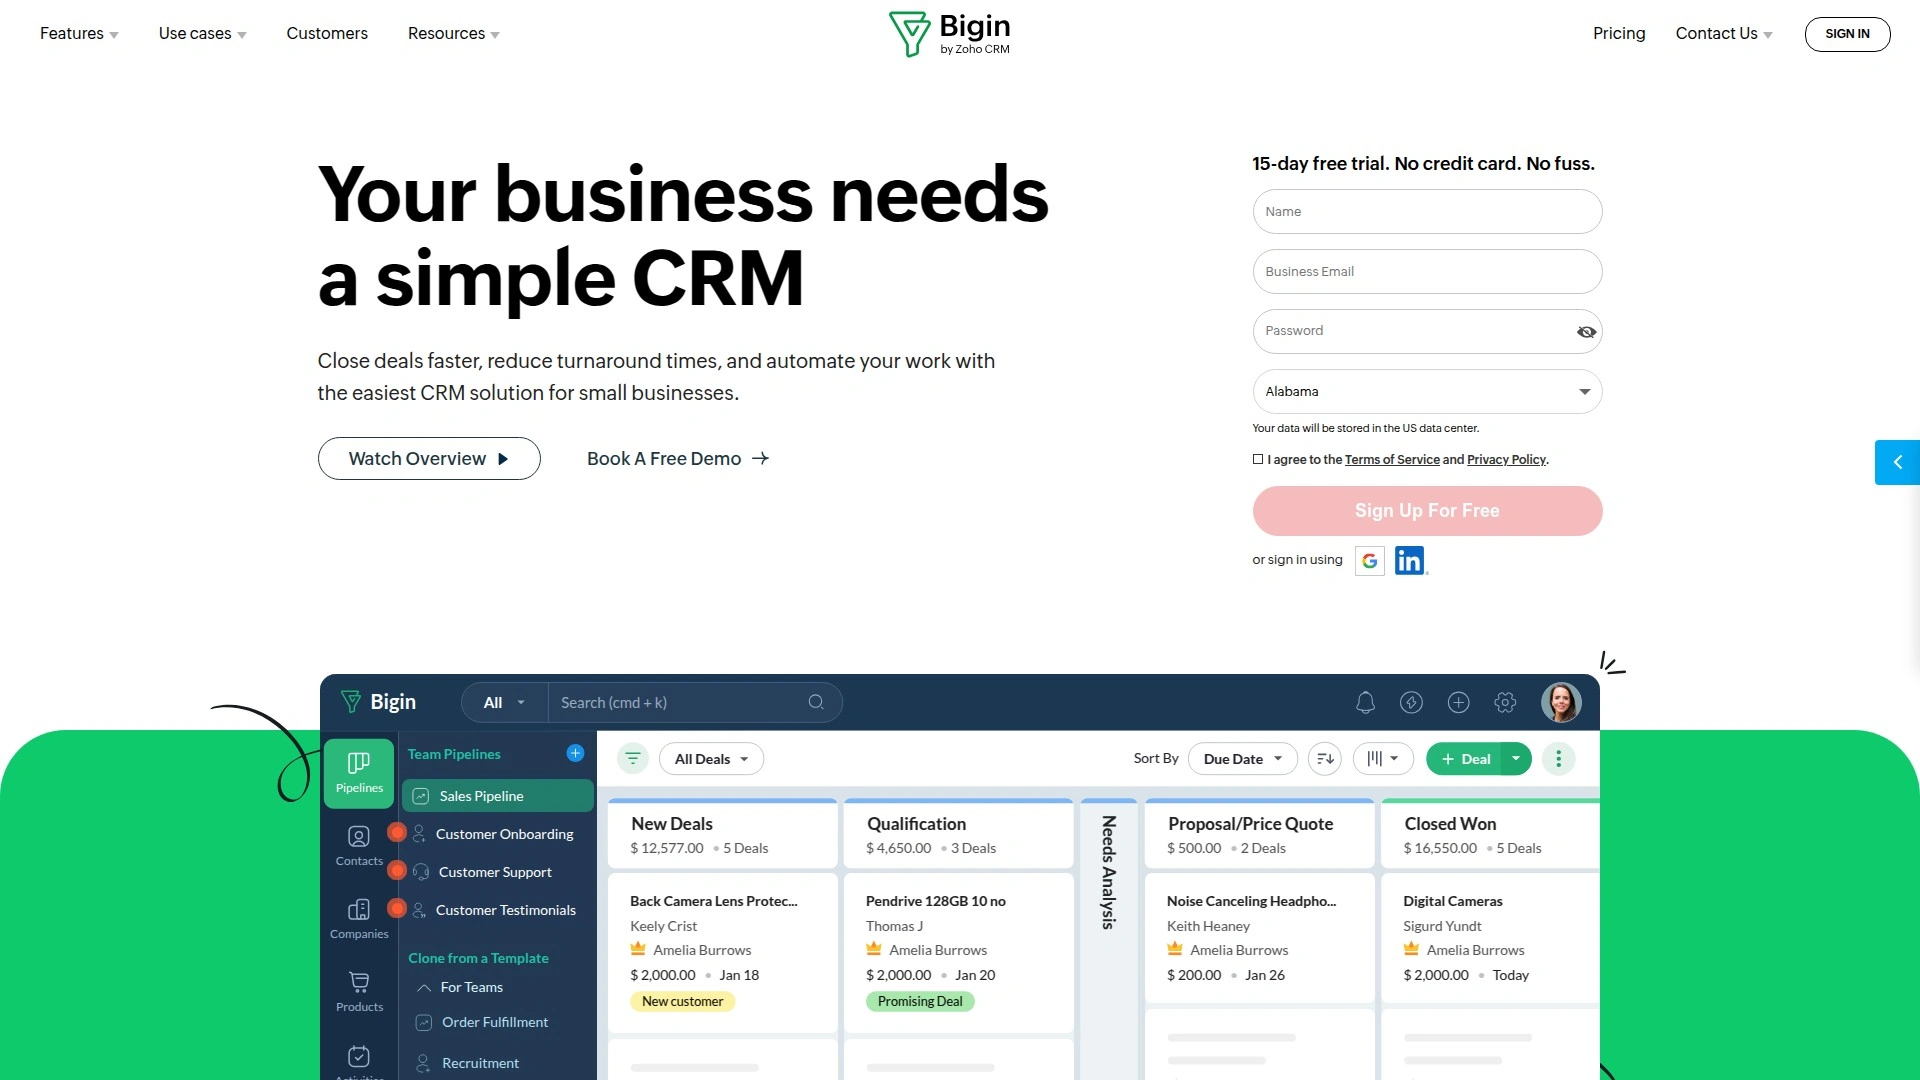 Features
Use cases
Customers
Resources
Bigin
by Zoho CRM
Pricing
Contact Us
SIGN IN
Your business needs
a simple CRM
Close deals faster, reduce turnaround times, and automate your work with
the easiest CRM solution for small businesses.
Watch Overview
Book A Free Demo
15-day free trial. No credit card. No fuss.
Name
Business Email
Password
Alabama
Your data will be stored in the US data center.
I agree to the Terms of Service and Privacy Policy.
Sign Up For Free
or sign in using
in
Bigin
All
Search (cmd + k)
Pipelines
Contacts
Companies
Products
Activities
Team Pipelines
Sales Pipeline
Customer Onboarding
Customer Support
Customer Testimonials
Clone from a Template
For Teams
Order Fulfillment
Recruitment
All Deals
Sort By
Due Date
+ Deal
New Deals
$ 12,577.00 • 5 Deals
Back Camera Lens Protec...
Keely Crist
Amelia Burrows
$ 2,000.00 • Jan 18
New customer
Qualification
$ 4,650.00 • 3 Deals
Pendrive 128GB 10 no
Thomas J
Amelia Burrows
$ 2,000.00 • Jan 20
Promising Deal
Needs Analysis
Proposal/Price Quote
$ 500.00 • 2 Deals
Noise Canceling Headpho...
Keith Heaney
Amelia Burrows
$ 200.00 • Jan 26
Closed Won
$ 16,550.00 • 5 Deals
Digital Cameras
Sigurd Yundt
Amelia Burrows
$ 2,000.00 • Today